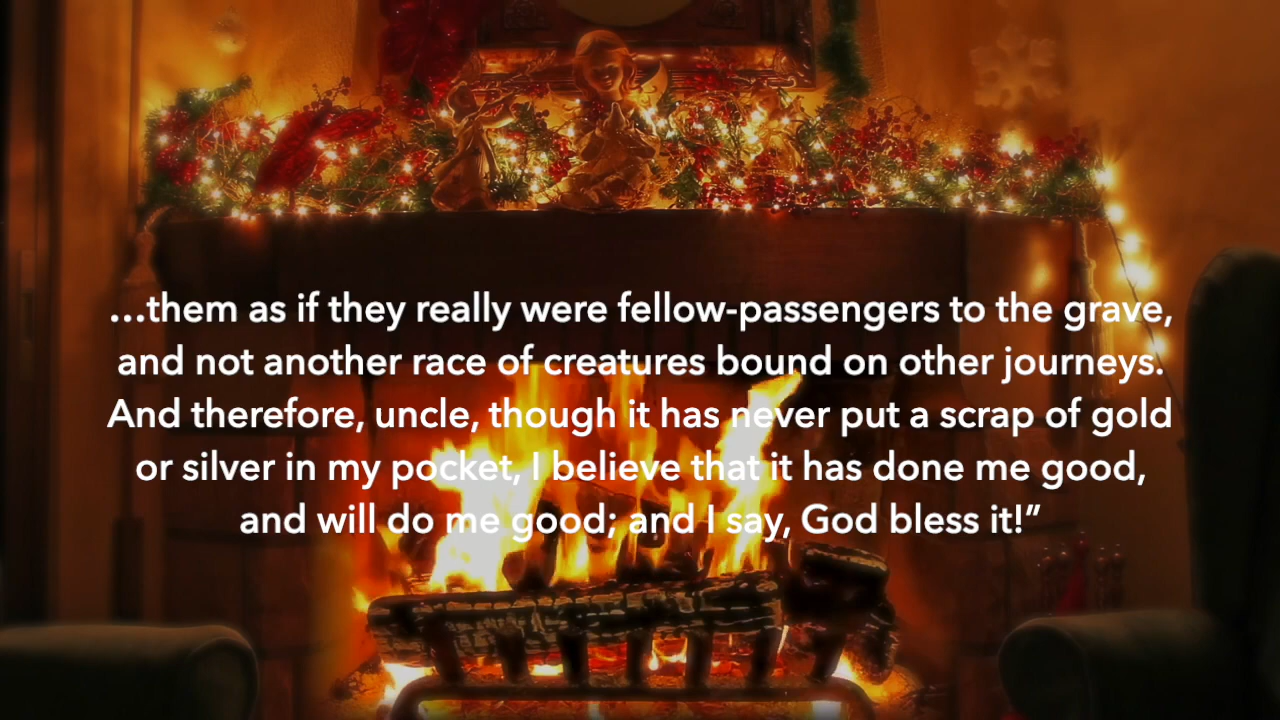 …them as if they really were fellow-passengers to the grave,
and not another race of creatures bound on other journeys.
And therefore, uncle, though it has never put a scrap of gold
or silver in my pocket, I believe that it has done me good,
and will do me good; and I say, God bless it!”